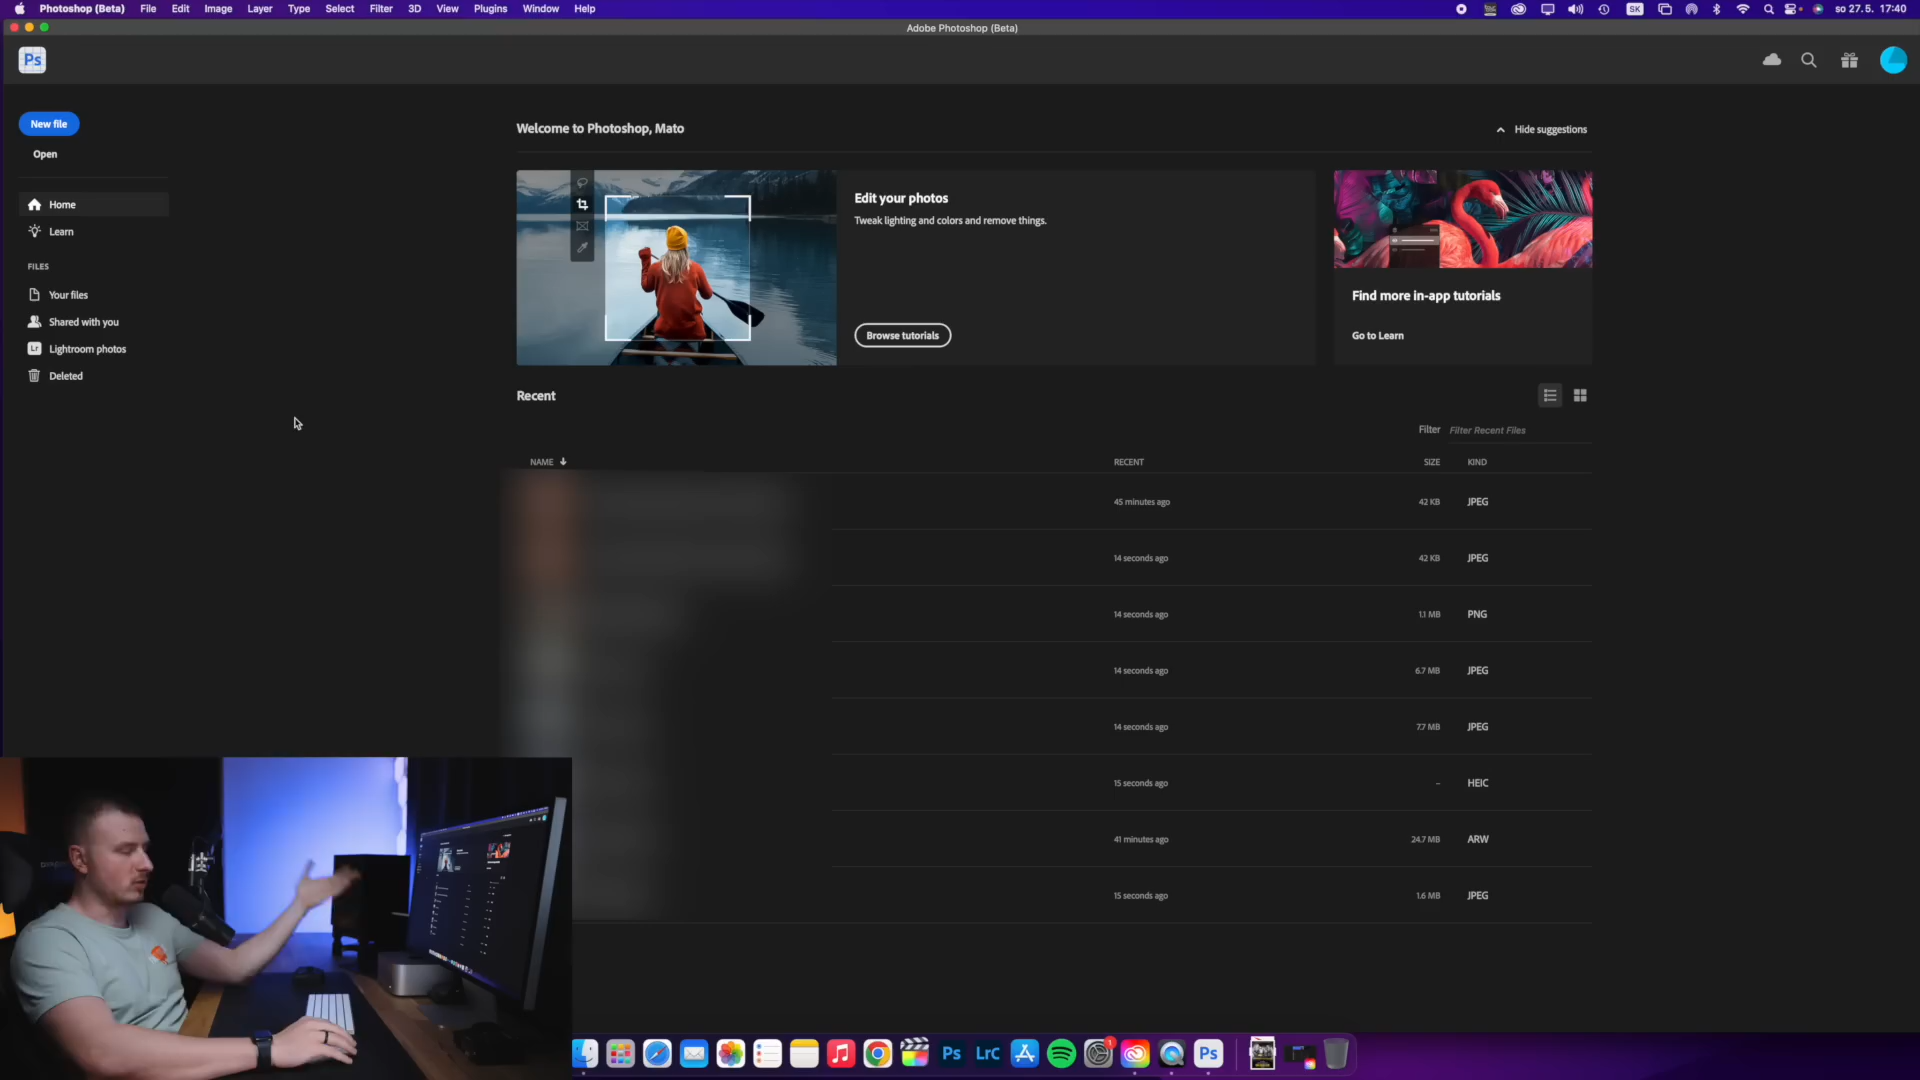 Photoshop (Beta) File Edit Image Layer Type Select Filter 3D View Plugins Window Help SK so 27.5. 17:40
Adobe Photoshop (Beta)
Ps
New file
Open
Home
Learn
FILES
Your files
Shared with you
Lr Lightroom photos
Deleted
Welcome to Photoshop, Mato
Hide suggestions
Edit your photos
Tweak lighting and colors and remove things.
Browse tutorials
Find more in-app tutorials
Go to Learn
Recent
Filter Filter Recent Files
NAME RECENT SIZE KIND
45 minutes ago 42 KB JPEG
14 seconds ago 42 KB JPEG
14 seconds ago 1.1 MB PNG
14 seconds ago 6.7 MB JPEG
14 seconds ago 7.7 MB JPEG
15 seconds ago – HEIC
41 minutes ago 24.7 MB ARW
15 seconds ago 1.6 MB JPEG
Ps LrC 1 Ps